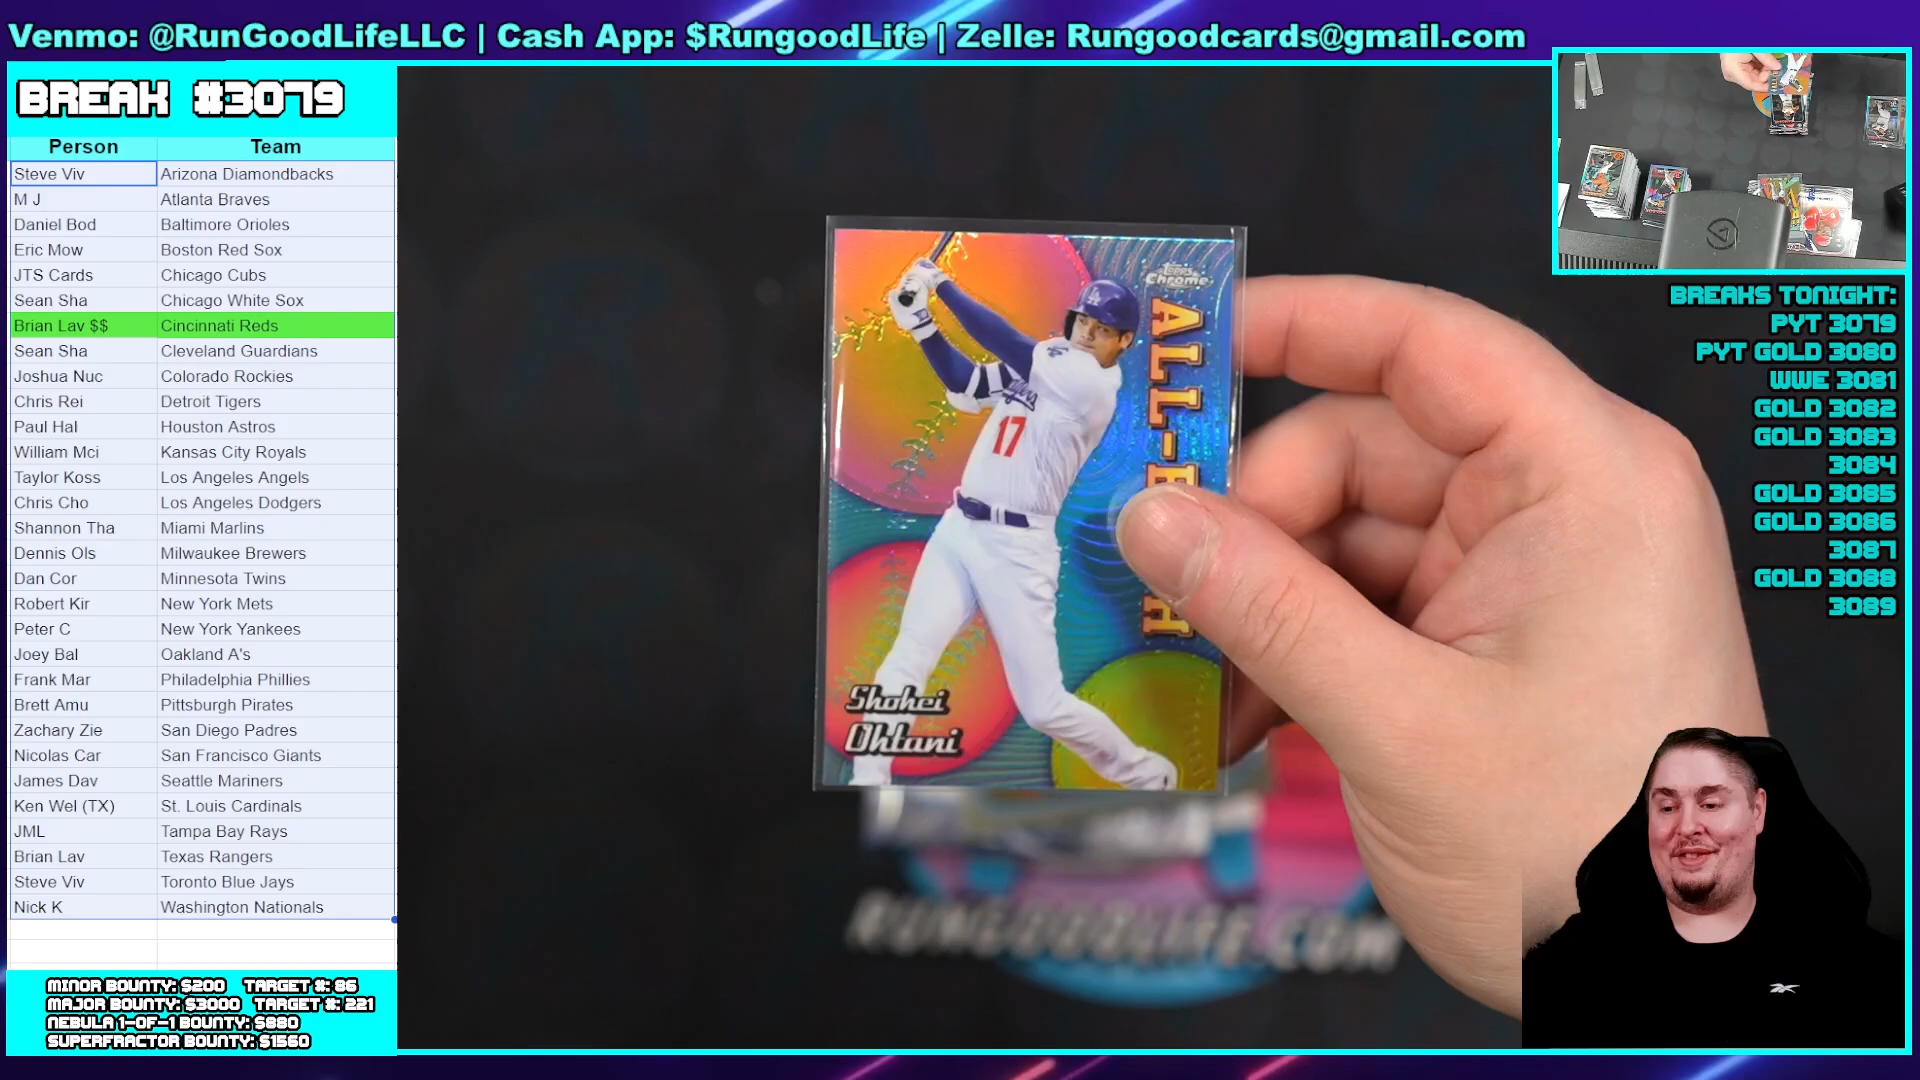 Venmo: @RunGoodLifeLLC | Cash App: $RungoodLife | Zelle: Rungoodcards@gmail.com
BREAK #3079
Person Team
Steve Viv Arizona Diamondbacks
M J Atlanta Braves
Daniel Bod Baltimore Orioles
Eric Mow Boston Red Sox
JTS Cards Chicago Cubs
Sean Sha Chicago White Sox
Brian Lav $$ Cincinnati Reds
Sean Sha Cleveland Guardians
Joshua Nuc Colorado Rockies
Chris Rei Detroit Tigers
Paul Hal Houston Astros
William Mci Kansas City Royals
Taylor Koss Los Angeles Angels
Chris Cho Los Angeles Dodgers
Shannon Tha Miami Marlins
Dennis Ols Milwaukee Brewers
Dan Cor Minnesota Twins
Robert Kir New York Mets
Peter C New York Yankees
Joey Bal Oakland A's
Frank Mar Philadelphia Phillies
Brett Amu Pittsburgh Pirates
Zachary Zie San Diego Padres
Nicolas Car San Francisco Giants
James Dav Seattle Mariners
Ken Wel (TX) St. Louis Cardinals
JML Tampa Bay Rays
Brian Lav Texas Rangers
Steve Viv Toronto Blue Jays
Nick K Washington Nationals
MINOR BOUNTY: $200 TARGET #: 86
MAJOR BOUNTY: $3000 TARGET #: 221
NEBULA 1-OF-1 BOUNTY: $880
SUPERFRACTOR BOUNTY: $1560
Topps
Chrome
ALL-
17
Shohei
Ohtani
RUNGOODLIFE.COM
BREAKS TONIGHT:
PYT 3079
PYT GOLD 3080
WWE 3081
GOLD 3082
GOLD 3083
3084
GOLD 3085
GOLD 3086
3087
GOLD 3088
3089